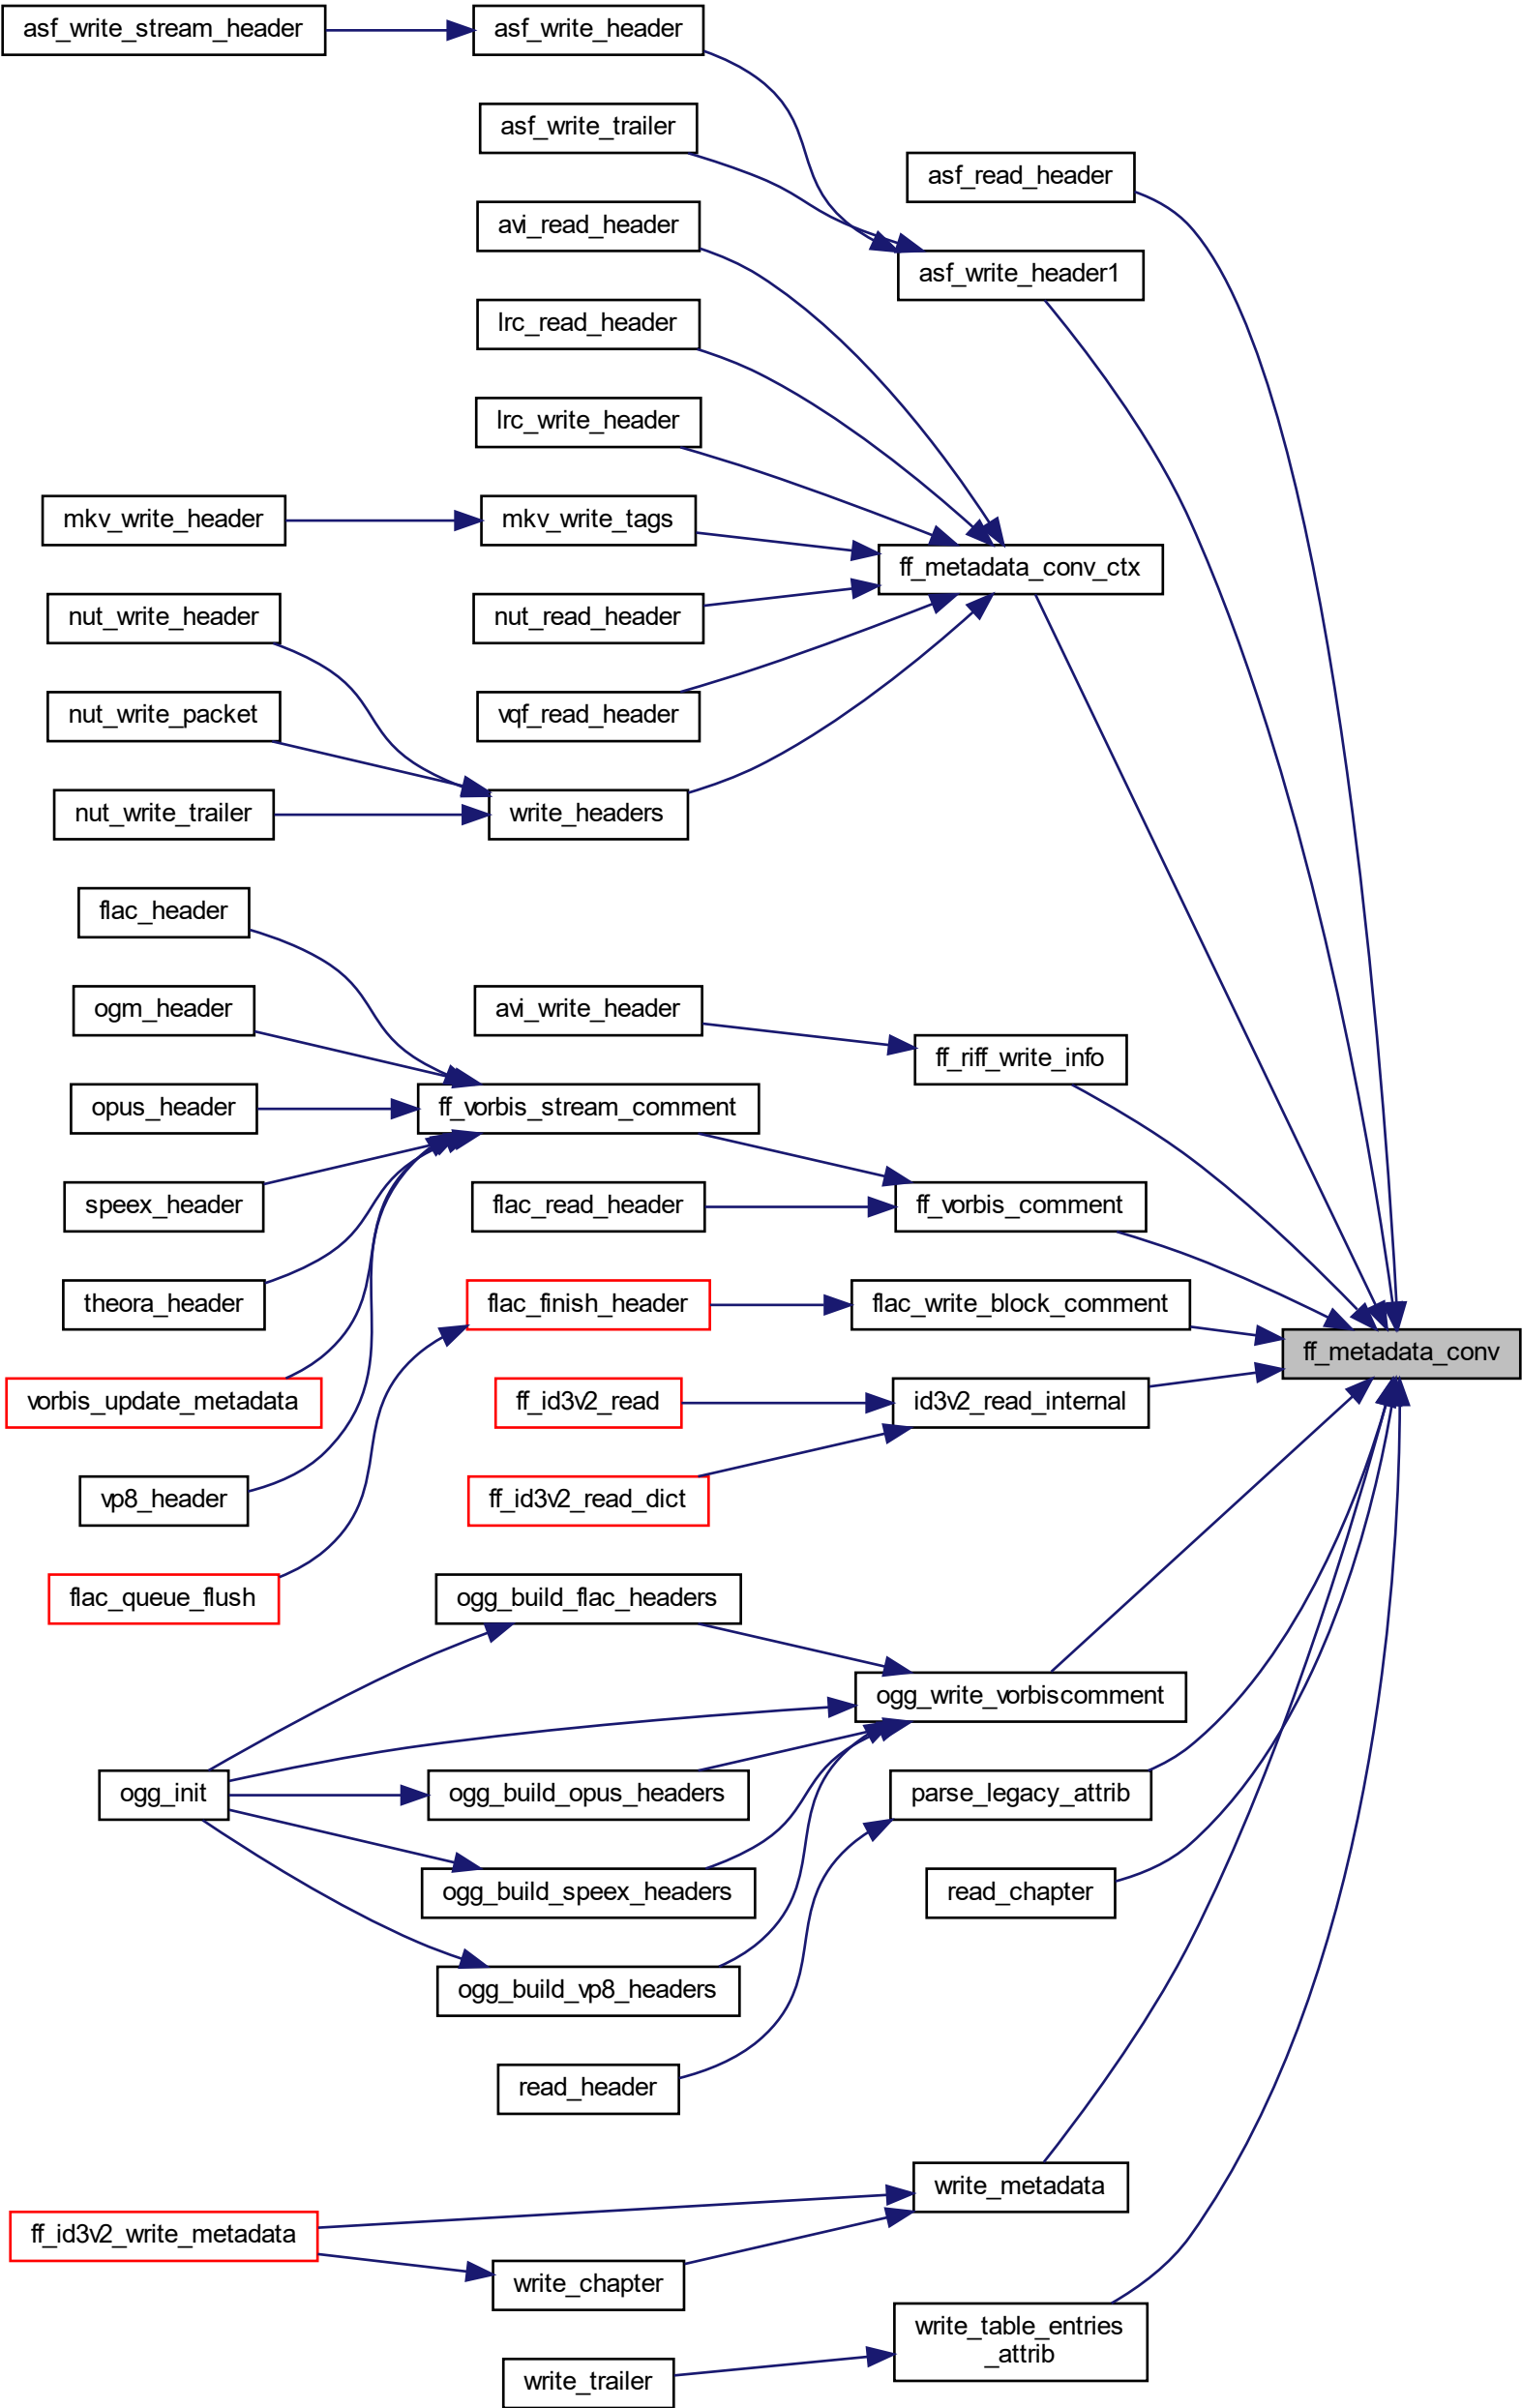 asf_write_stream_header
asf_write_header
asf_write_trailer
asf_read_header
avi_read_header
asf_write_header1
lrc_read_header
lrc_write_header
mkv_write_header
mkv_write_tags
ff_metadata_conv_ctx
nut_write_header
nut_read_header
nut_write_packet
vqf_read_header
nut_write_trailer
write_headers
flac_header
ogm_header
avi_write_header
ff_riff_write_info
opus_header
ff_vorbis_stream_comment
speex_header
flac_read_header
ff_vorbis_comment
theora_header
flac_finish_header
flac_write_block_comment
ff_metadata_conv
vorbis_update_metadata
ff_id3v2_read
id3v2_read_internal
vp8_header
ff_id3v2_read_dict
flac_queue_flush
ogg_build_flac_headers
ogg_write_vorbiscomment
ogg_init
ogg_build_opus_headers
parse_legacy_attrib
ogg_build_speex_headers
read_chapter
ogg_build_vp8_headers
read_header
write_metadata
ff_id3v2_write_metadata
write_chapter
write_table_entries
_attrib
write_trailer